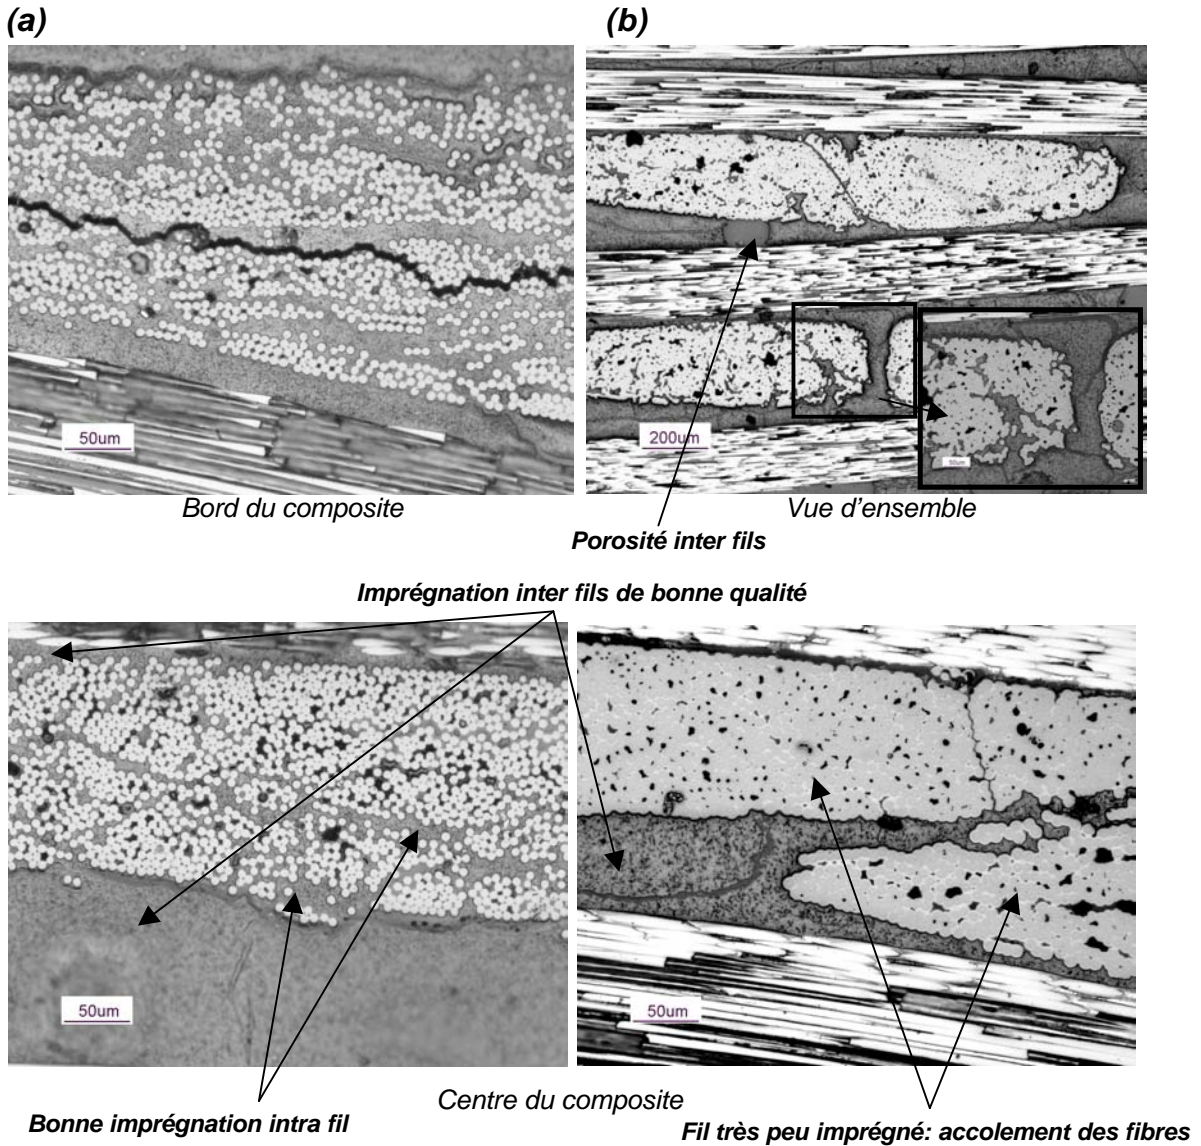 (a)
(b)
50um
200um
50um
Bord du composite
Vue d'ensemble
Porosité inter fils
Imprégnation inter fils de bonne qualité
50um
50um
Centre du composite
Bonne imprégnation intra fil
Fil très peu imprégné: accolement des fibres